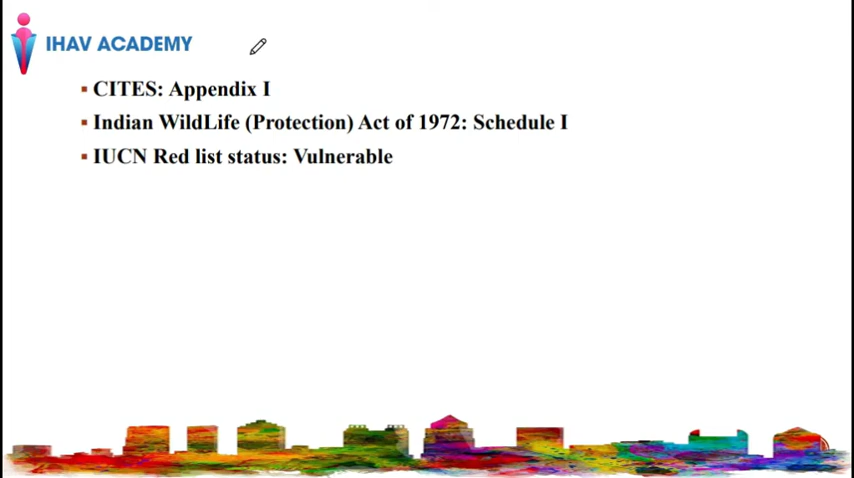 IHAV ACADEMY
▪ CITES: Appendix I
▪ Indian WildLife (Protection) Act of 1972: Schedule I
▪ IUCN Red list status: Vulnerable